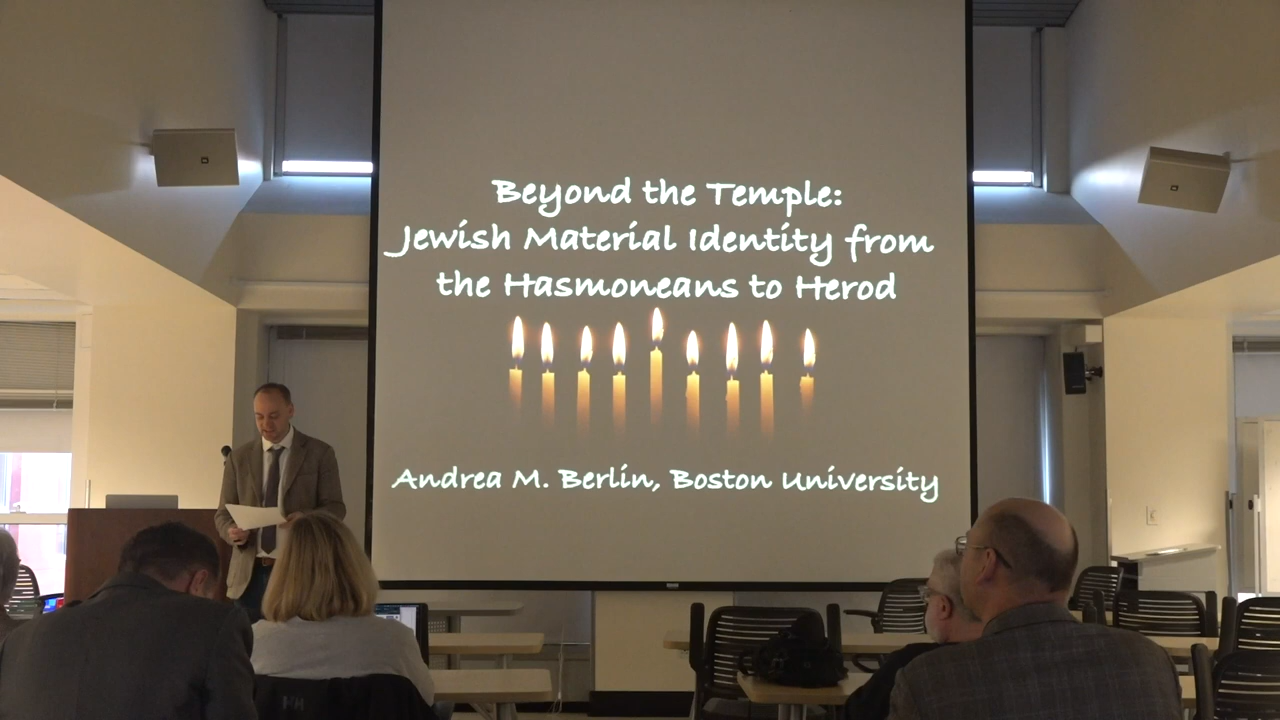 Beyond the Temple:
Jewish Material Identity from
the Hasmoneans to Herod
Andrea M. Berlin, Boston University